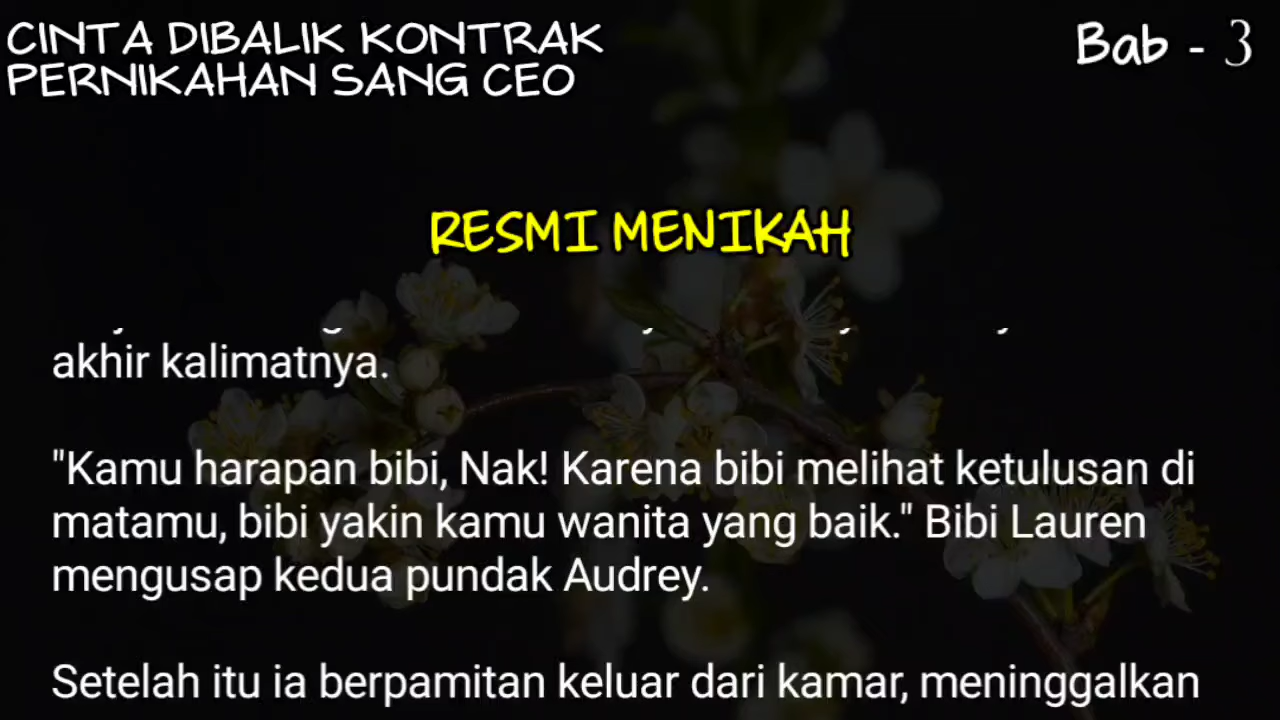 CINTA DIBALIK KONTRAK
PERNIKAHAN SANG CEO
Bab - 3
RESMI MENIKAH
akhir kalimatnya.
"Kamu harapan bibi, Nak! Karena bibi melihat ketulusan di
matamu, bibi yakin kamu wanita yang baik." Bibi Lauren
mengusap kedua pundak Audrey.
Setelah itu ia berpamitan keluar dari kamar, meninggalkan